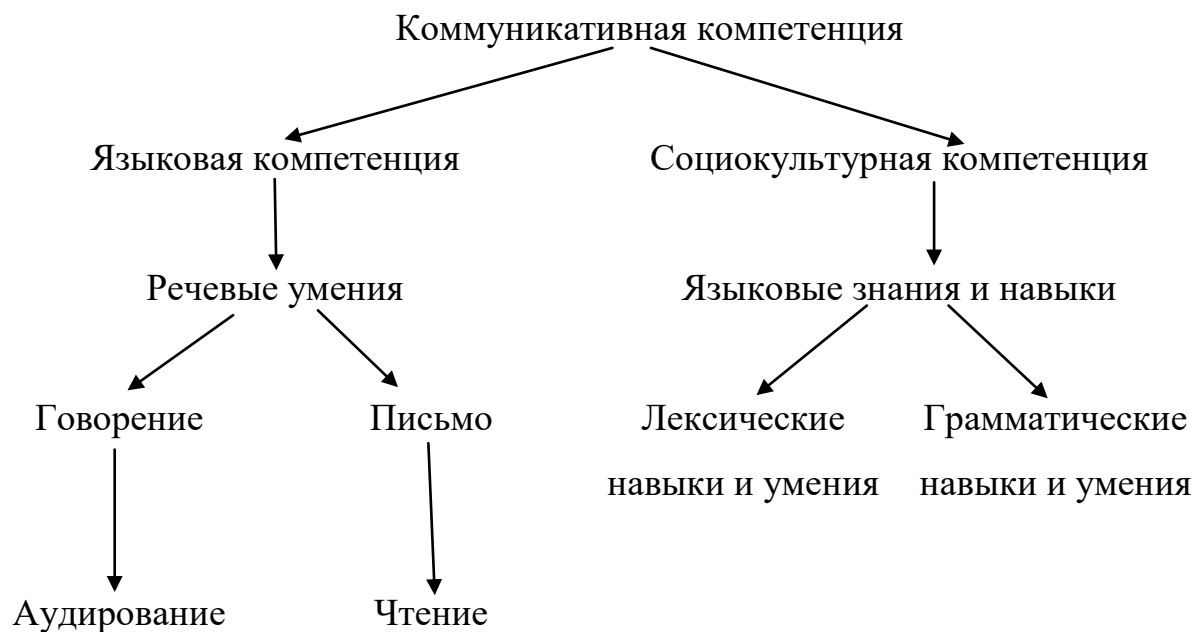 Коммуникативная компетенция
Языковая компетенция
Социокультурная компетенция
Речевые умения
Языковые знания и навыки
Говорение
Письмо
Лексические
навыки и умения
Грамматические
навыки и умения
Аудирование
Чтение